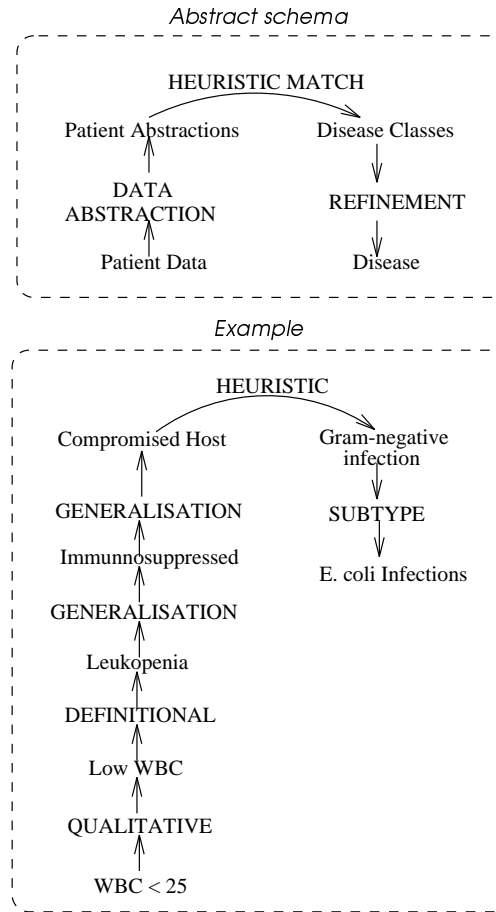 Abstract schema
HEURISTIC MATCH
Patient Abstractions
Disease Classes
DATA
ABSTRACTION
REFINEMENT
Patient Data
Disease
Example
HEURISTIC
Compromised Host
Gram-negative
infection
GENERALISATION
SUBTYPE
Immunnosuppressed
E. coli Infections
GENERALISATION
Leukopenia
DEFINITIONAL
Low WBC
QUALITATIVE
WBC < 25